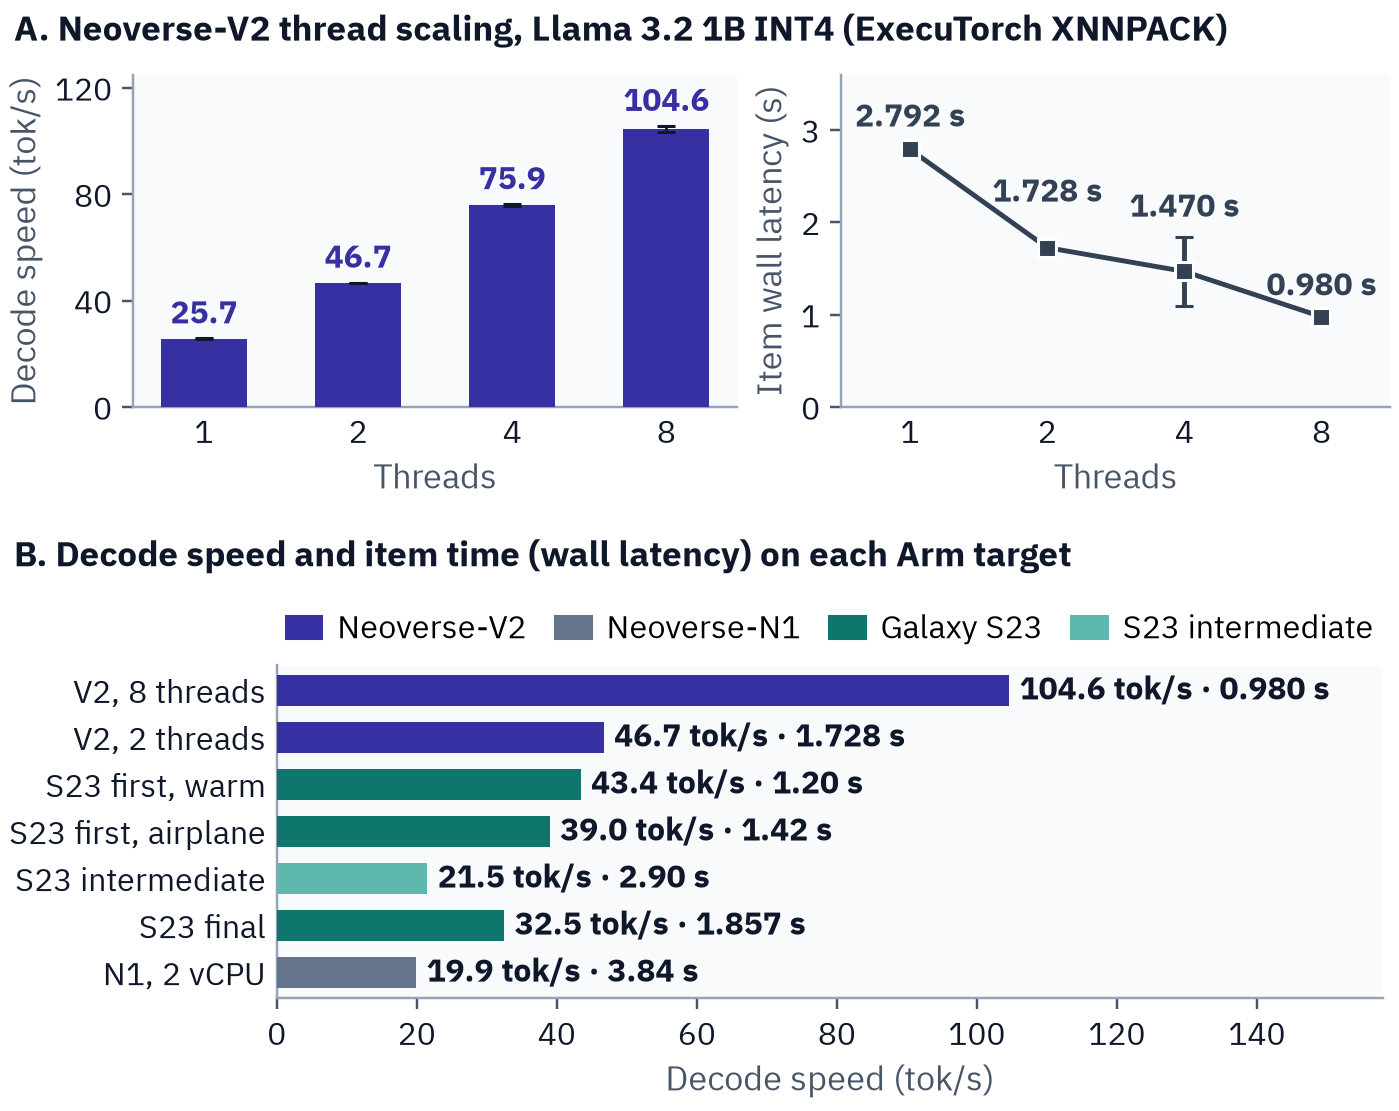 A. Neoverse-V2 thread scaling, Llama 3.2 1B INT4 (ExecuTorch XNNPACK)
Decode speed (tok/s)
120
80
40
0
25.7
46.7
75.9
104.6
1
2
4
8
Threads
Item wall latency (s)
3
2
1
0
2.792 s
1.728 s
1.470 s
0.980 s
1
2
4
8
Threads
B. Decode speed and item time (wall latency) on each Arm target
Neoverse-V2
Neoverse-N1
Galaxy S23
S23 intermediate
V2, 8 threads
104.6 tok/s · 0.980 s
V2, 2 threads
46.7 tok/s · 1.728 s
S23 first, warm
43.4 tok/s · 1.20 s
S23 first, airplane
39.0 tok/s · 1.42 s
S23 intermediate
21.5 tok/s · 2.90 s
S23 final
32.5 tok/s · 1.857 s
N1, 2 vCPU
19.9 tok/s · 3.84 s
0
20
40
60
80
100
120
140
Decode speed (tok/s)